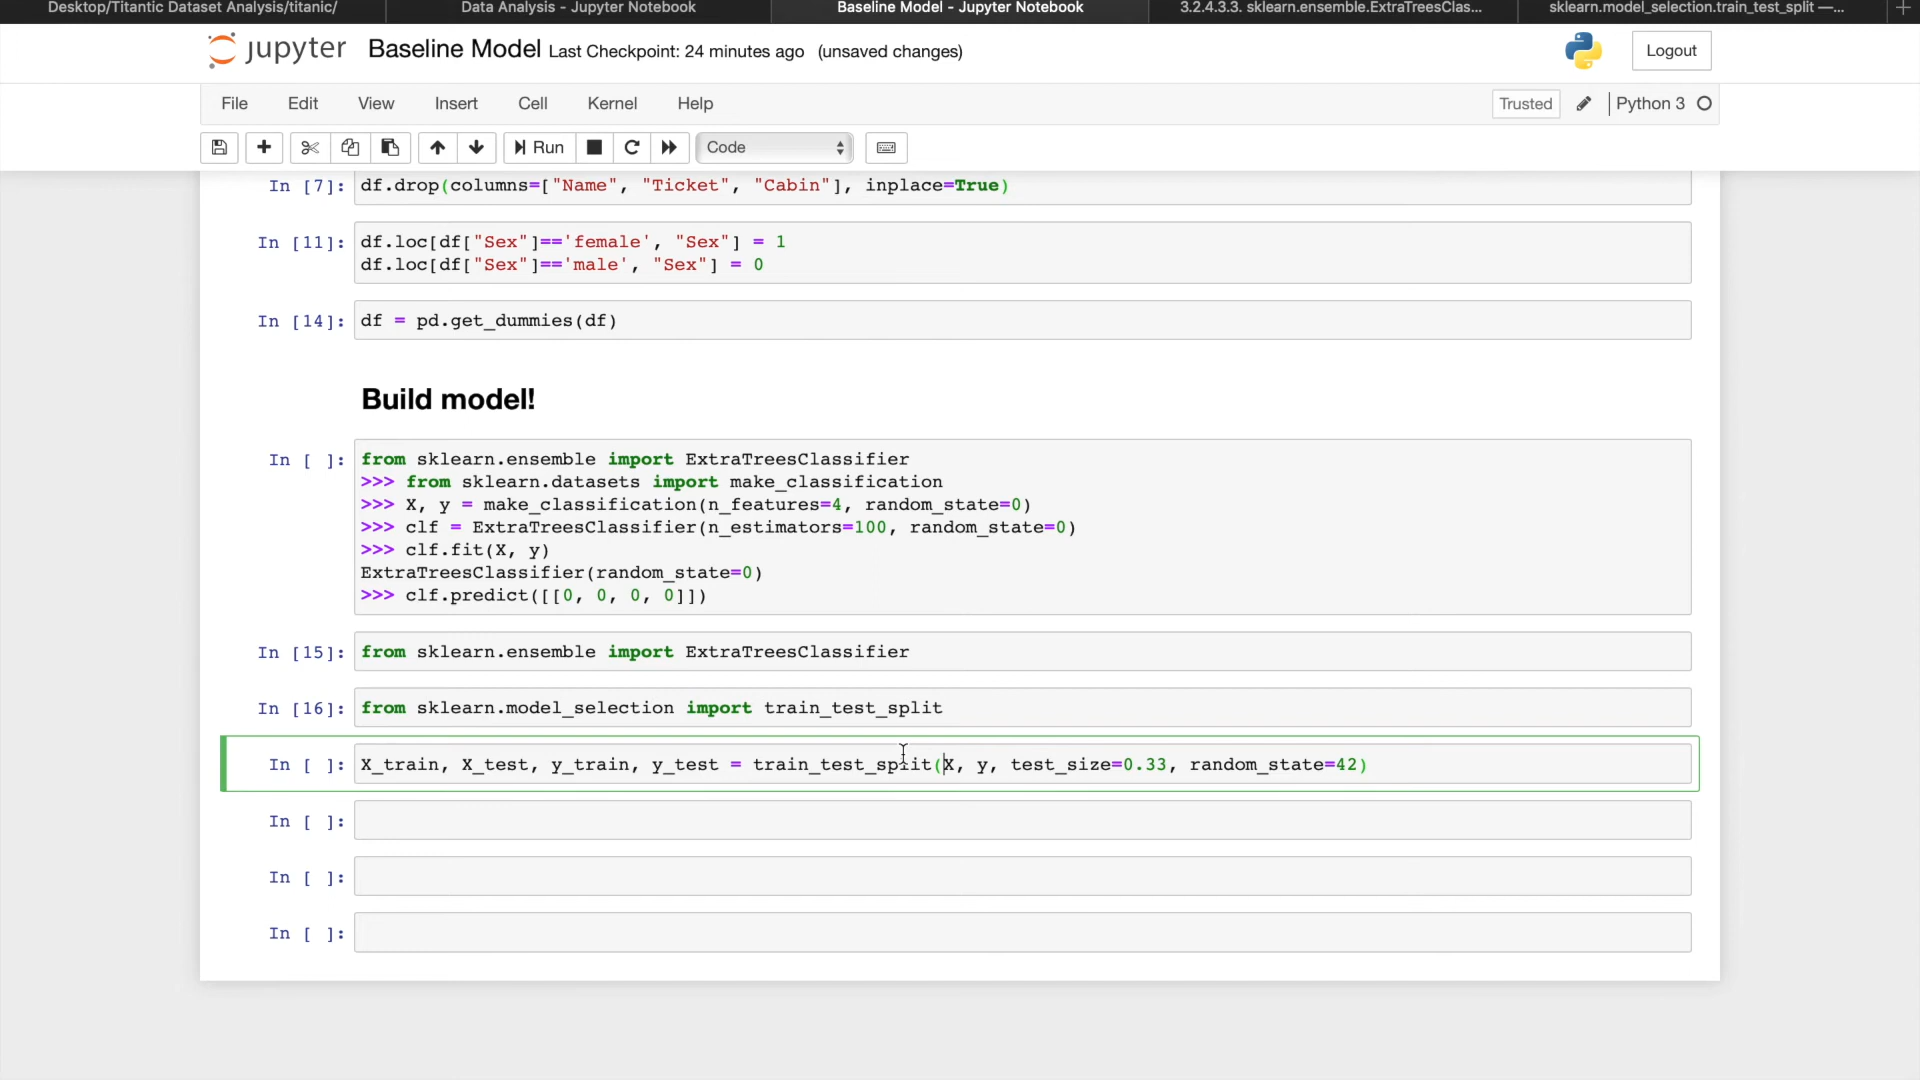 Desktop/Titantic Dataset Analysis/titanic/
Data Analysis - Jupyter Notebook
Baseline Model - Jupyter Notebook
3.2.4.3.3. sklearn.ensemble.ExtraTreesClas...
sklearn.model_selection.train_test_split —...
jupyter Baseline Model Last Checkpoint: 24 minutes ago (unsaved changes)
Logout
File Edit View Insert Cell Kernel Help
Trusted
Python 3
Run
Code
In [7]: df.drop(columns=["Name", "Ticket", "Cabin"], inplace=True)
In [11]: df.loc[df["Sex"]=='female', "Sex"] = 1
df.loc[df["Sex"]=='male', "Sex"] = 0
In [14]: df = pd.get_dummies(df)
Build model!
In [ ]: from sklearn.ensemble import ExtraTreesClassifier
>>> from sklearn.datasets import make_classification
>>> X, y = make_classification(n_features=4, random_state=0)
>>> clf = ExtraTreesClassifier(n_estimators=100, random_state=0)
>>> clf.fit(X, y)
ExtraTreesClassifier(random_state=0)
>>> clf.predict([[0, 0, 0, 0]])
In [15]: from sklearn.ensemble import ExtraTreesClassifier
In [16]: from sklearn.model_selection import train_test_split
In [ ]: X_train, X_test, y_train, y_test = train_test_split(X, y, test_size=0.33, random_state=42)
In [ ]:
In [ ]:
In [ ]: